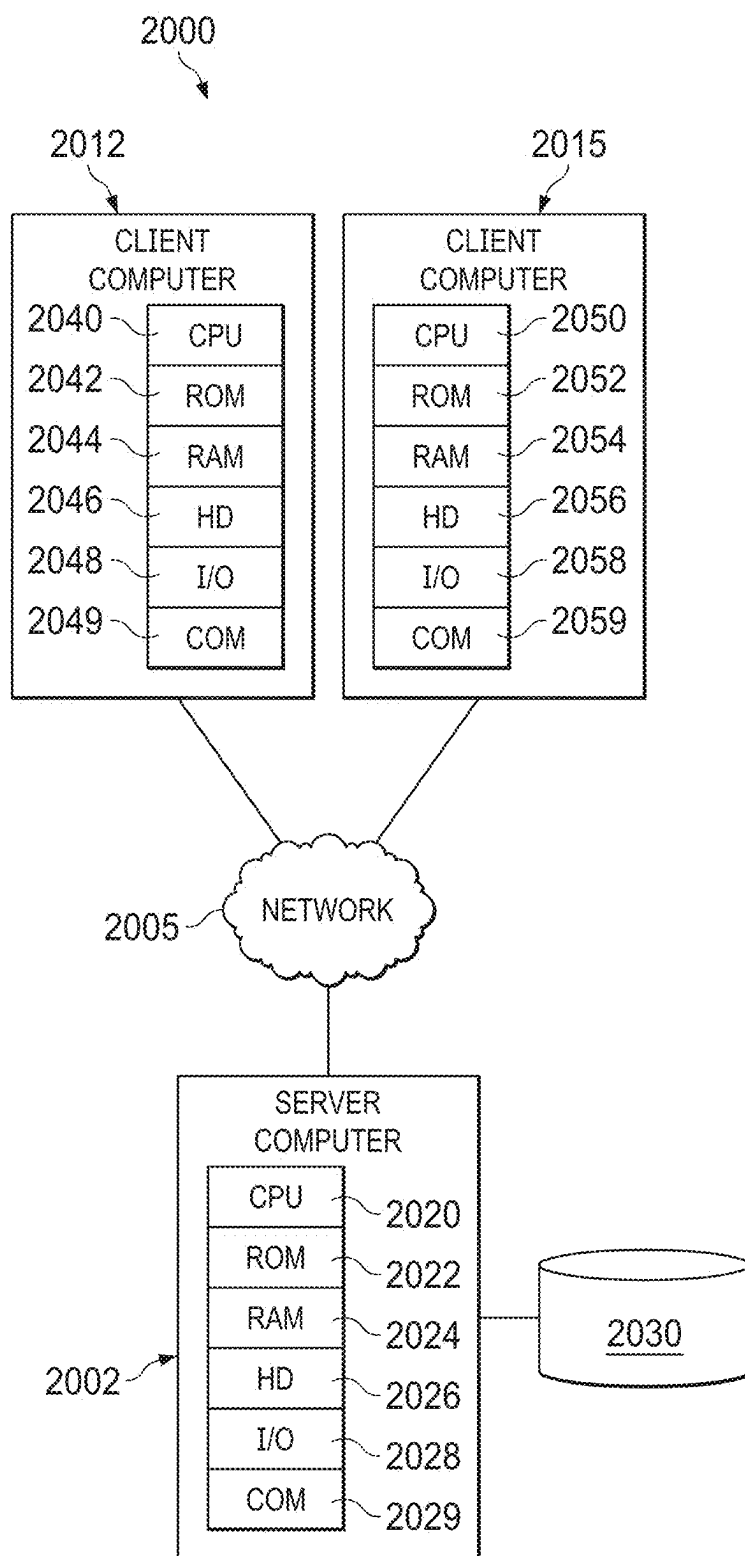 2000
2012
2015
CLIENT
COMPUTER
CLIENT
COMPUTER
2040
CPU
CPU
2050
2042
ROM
ROM
2052
2044
RAM
RAM
2054
2046
HD
HD
2056
2048
I/O
I/O
2058
2049
COM
COM
2059
2005
NETWORK
SERVER
COMPUTER
CPU
2020
ROM
2022
RAM
2024
2030
2002
HD
2026
I/O
2028
COM
2029